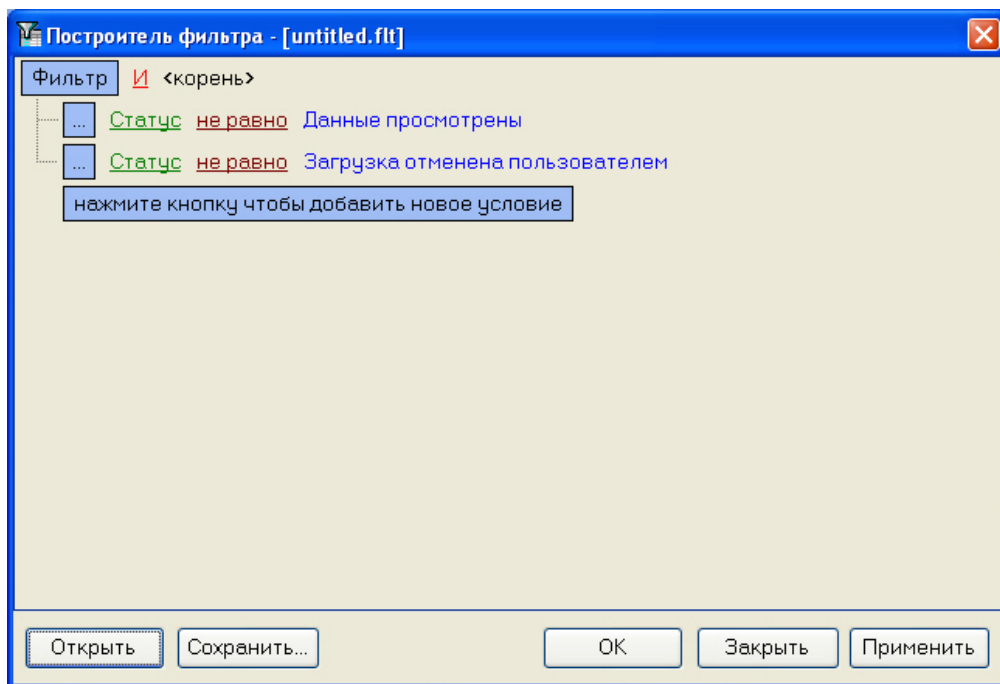 Построитель фильтра - [untitled.flt]
Фильтр И <корень>
... Статус не равно Данные просмотрены
... Статус не равно Загрузка отменена пользователем
нажмите кнопку чтобы добавить новое условие
Открыть Сохранить... OK Закрыть Применить